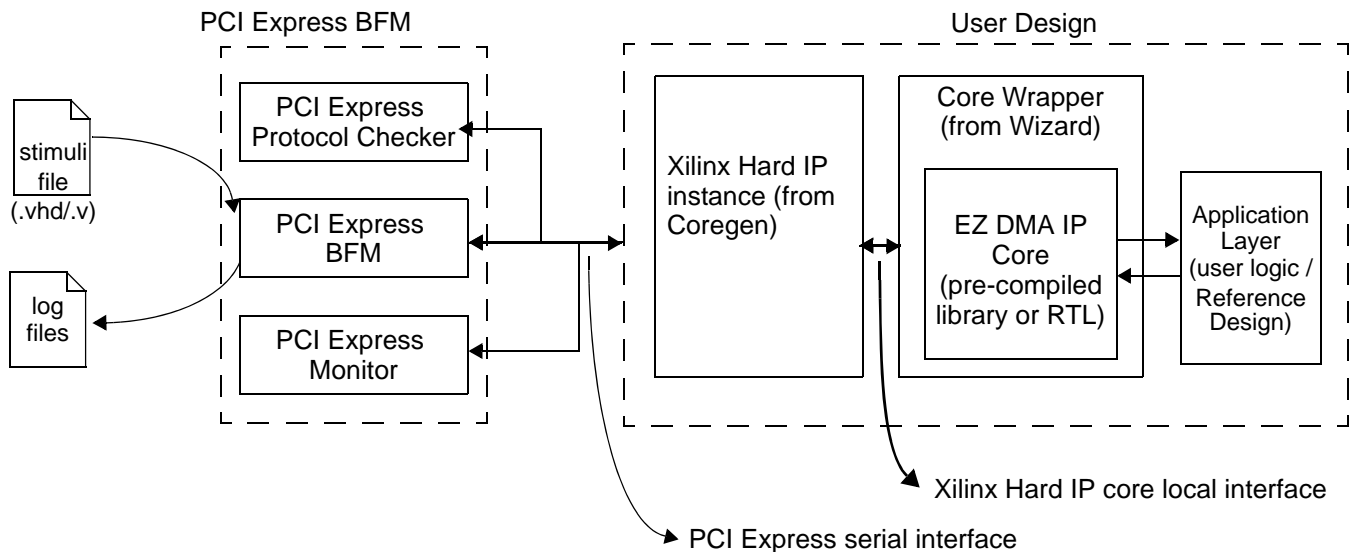 PCI Express BFM
User Design
stimuli
file
(.vhd/.v)
log
files
PCI Express
Protocol Checker
PCI Express
BFM
PCI Express
Monitor
Xilinx Hard IP
instance (from
Coregen)
Core Wrapper
(from Wizard)
EZ DMA IP
Core
(pre-compiled
library or RTL)
Application
Layer
(user logic /
Reference
Design)
Xilinx Hard IP core local interface
PCI Express serial interface